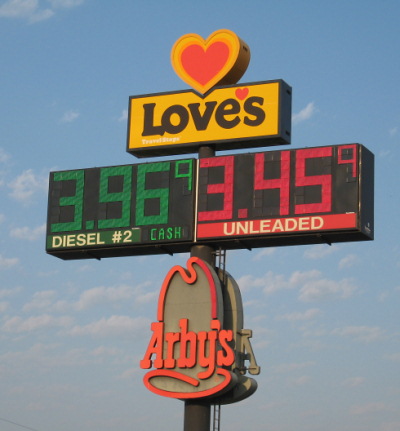 Love's
Travel Stops
3.96 9 3.45 9
DIESEL #2 CASH UNLEADED
Arby's